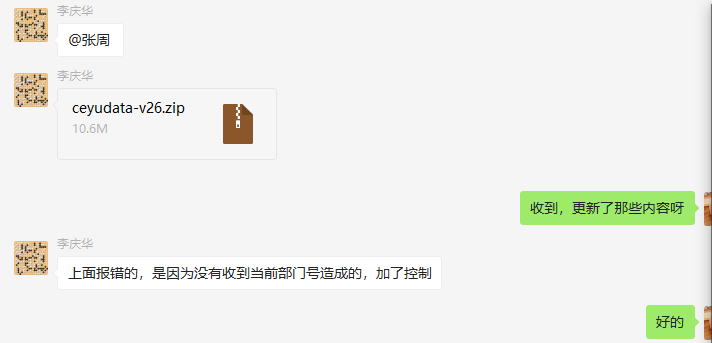 李庆华
@张周
李庆华
ceyudata-v26.zip
10.6M
收到，更新了那些内容呀
李庆华
上面报错的，是因为没有收到当前部门号造成的，加了控制
好的